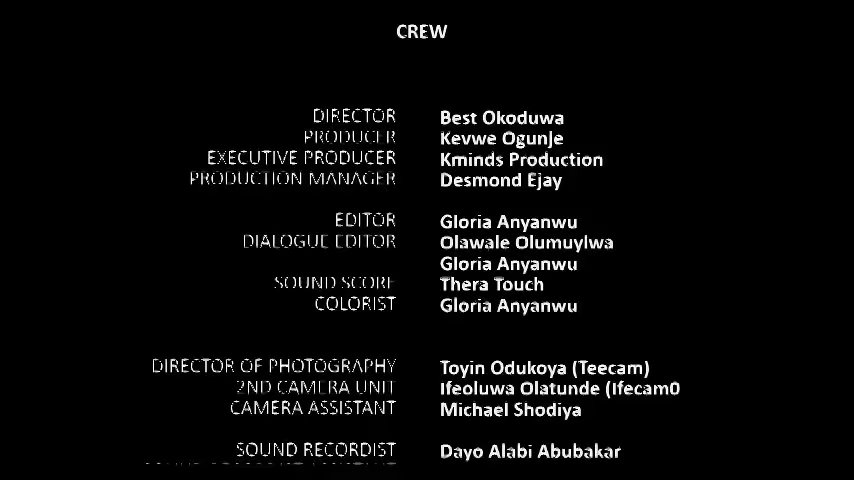 CREW
DIRECTOR Best Okoduwa
PRODUCER Kevwe Ogunje
EXECUTIVE PRODUCER Kminds Production
PRODUCTION MANAGER Desmond Ejay
EDITOR Gloria Anyanwu
DIALOGUE EDITOR Olawale Olumuyiwa
Gloria Anyanwu
SOUND SCORE Thera Touch
COLORIST Gloria Anyanwu
DIRECTOR OF PHOTOGRAPHY Toyin Odukoya (Teecam)
2ND CAMERA UNIT Ifeoluwa Olatunde (Ifecam0
CAMERA ASSISTANT Michael Shodiya
SOUND RECORDIST Dayo Alabi Abubakar